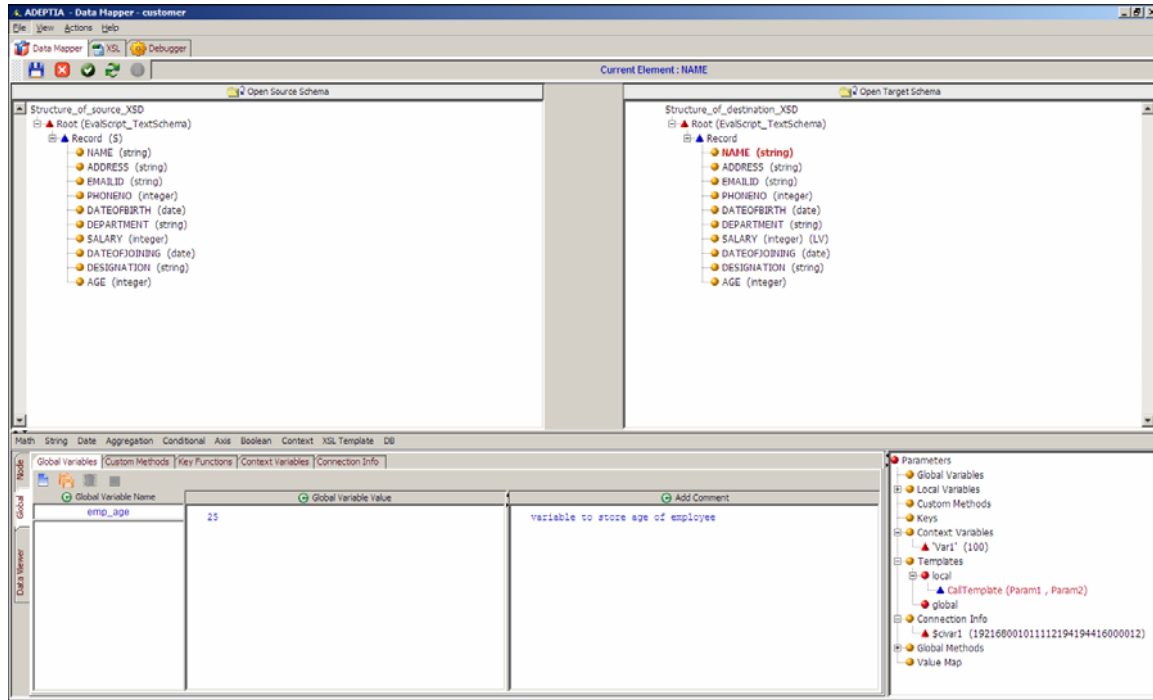 ADEPTIA - Data Mapper - customer
File View Actions Help
Data Mapper XSL Debugger
Current Element : NAME
Open Source Schema
Structure_of_source_XSD
Root (EvalScript_TextSchema)
Record (S)
NAME (string)
ADDRESS (string)
EMAILID (string)
PHONENO (integer)
DATEOFBIRTH (date)
DEPARTMENT (string)
SALARY (integer)
DATEOFJOINING (date)
DESIGNATION (string)
AGE (integer)
Open Target Schema
Structure_of_destination_XSD
Root (EvalScript_TextSchema)
Record
NAME (string)
ADDRESS (string)
EMAILID (string)
PHONENO (integer)
DATEOFBIRTH (date)
DEPARTMENT (string)
SALARY (integer) (LV)
DATEOFJOINING (date)
DESIGNATION (string)
AGE (integer)
Math String Date Aggregation Conditional Axis Boolean Context XSL Template DB
Node
Global
Data Viewer
Global Variables Custom Methods Key Functions Context Variables Connection Info
Global Variable Name Global Variable Value Add Comment
emp_age 25 variable to store age of employee
Parameters
Global Variables
Local Variables
Custom Methods
Keys
Context Variables
'Var1' (100)
Templates
local
CallTemplate (Param1 , Param2)
global
Connection Info
Global Methods
Value Map